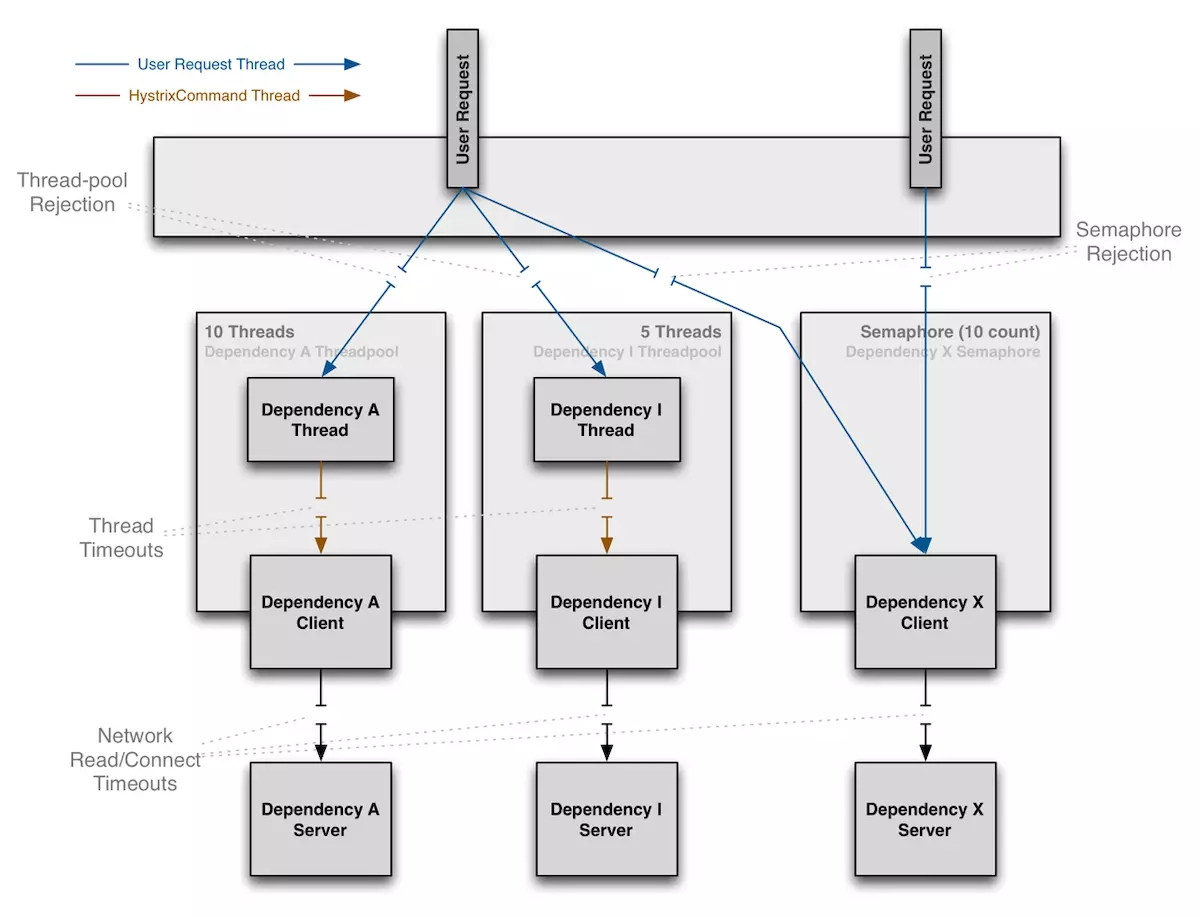 User Request Thread
HystrixCommand Thread
User Request
User Request
Thread-pool
Rejection
Semaphore
Rejection
10 Threads
Dependency A Threadpool
5 Threads
Dependency I Threadpool
Semaphore (10 count)
Dependency X Semaphore
Dependency A
Thread
Dependency I
Thread
Thread
Timeouts
Dependency A
Client
Dependency I
Client
Dependency X
Client
Network
Read/Connect
Timeouts
Dependency A
Server
Dependency I
Server
Dependency X
Server